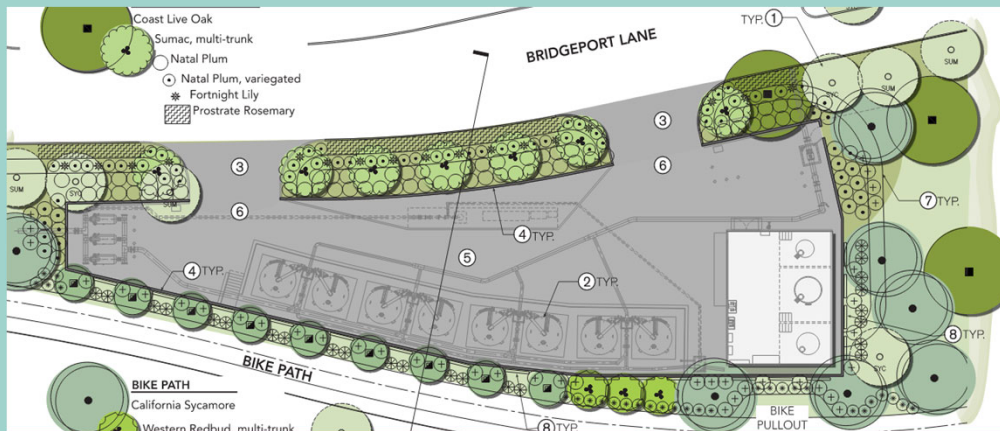 Coast Live Oak
Sumac, multi-trunk
Natal Plum
Natal Plum, variegated
Fortnight Lily
Prostrate Rosemary
BRIDGEPORT LANE
TYP. 1
SUM
SYC
SUM
3
3
6
6
SUM
SYC
SUM
7 TYP.
4 TYP.
5
4 TYP.
2 TYP.
8 TYP.
SYC
BIKE PATH
BIKE PATH
California Sycamore
Western Redbud, multi-trunk
8 TYP.
BIKE
PULLOUT